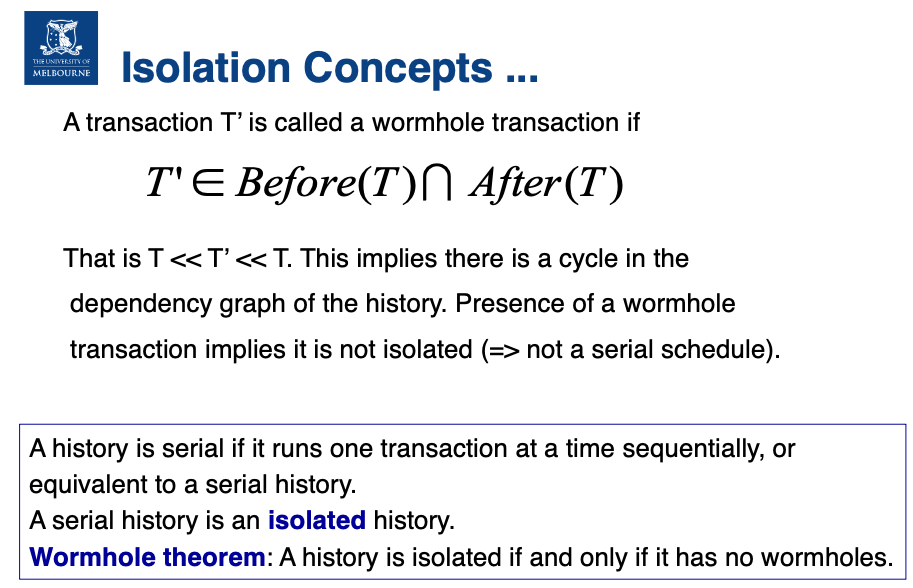 THE UNIVERSITY OF
MELBOURNE
Isolation Concepts ...
A transaction T’ is called a wormhole transaction if
T' ∈ Before(T) ⋂ After(T)
That is T << T’ << T. This implies there is a cycle in the
dependency graph of the history. Presence of a wormhole
transaction implies it is not isolated (=> not a serial schedule).
A history is serial if it runs one transaction at a time sequentially, or
equivalent to a serial history.
A serial history is an isolated history.
Wormhole theorem: A history is isolated if and only if it has no wormholes.